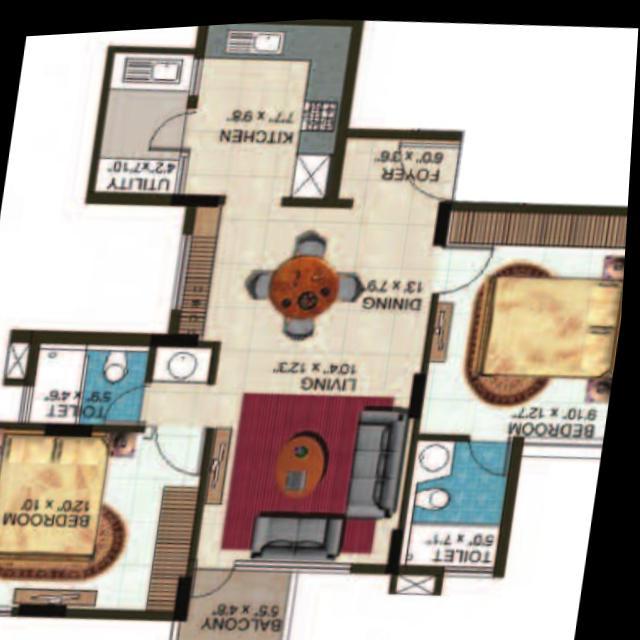 BALCONY
5'5" x 4'8"
TOILET
5'0" x 7'1"
BEDROOM
12'0" x 10'
BEDROOM
9'10" x 12'7"
TOILET
5'9" x 4'6"
LIVING
10'4" x 12'3"
DINING
13' x 7'9"
UTILITY
4'2"x7'10"
FOYER
6'0" x 3'6"
KITCHEN
7'7" x 9'8"